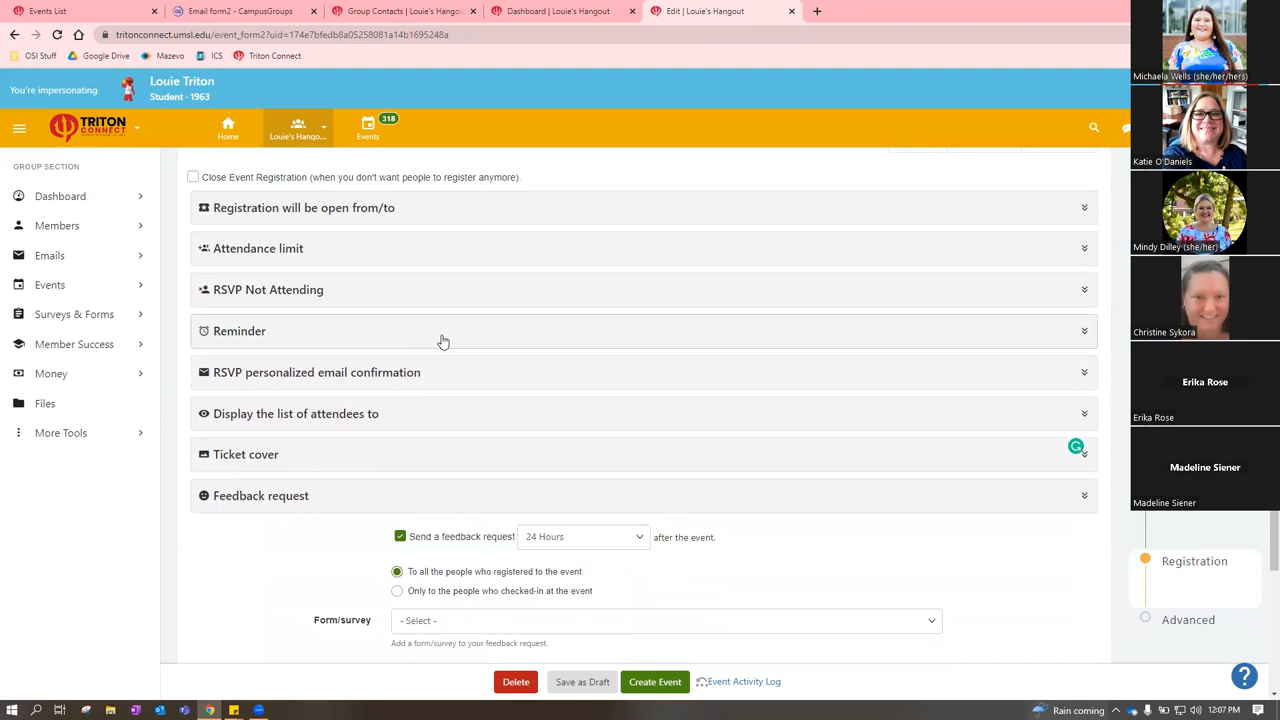 Events List
Email form2 - CampusGroups
Group Contacts | Louie's Hangou
Dashboard | Louie's Hangout
Edit | Louie's Hangout
tritonconnect.umsl.edu/event_form2?uid=174e7bfedb8a05258081a14b1695248a
OSI Stuff
Google Drive
Mazevo
ICS
Triton Connect
You're impersonating
Louie Triton
Student - 1963
TRITON
CONNECT
Home
Louie's Hango...
Events
318
GROUP SECTION
Dashboard
Members
Emails
Events
Surveys & Forms
Member Success
Money
Files
More Tools
Close Event Registration (when you don't want people to register anymore).
Registration will be open from/to
Attendance limit
RSVP Not Attending
Reminder
RSVP personalized email confirmation
Display the list of attendees to
Ticket cover
Feedback request
Send a feedback request 24 Hours after the event.
To all the people who registered to the event
Only to the people who checked-in at the event
Form/survey - Select -
Add a form/survey to your feedback request.
Delete
Save as Draft
Create Event
Event Activity Log
Registration
Advanced
?
Michaela Wells (she/her/hers)
Katie O'Daniels
Mindy Dilley (she/her)
Christine Sykora
Erika Rose
Erika Rose
Madeline Siener
Madeline Siener
Rain coming
12:07 PM